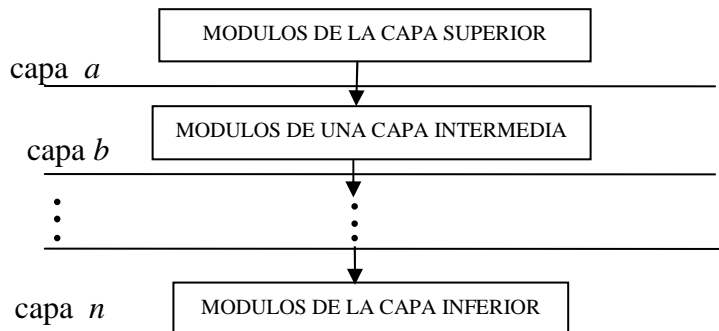 MODULOS DE LA CAPA SUPERIOR
capa a
MODULOS DE UNA CAPA INTERMEDIA
capa b
capa n
MODULOS DE LA CAPA INFERIOR